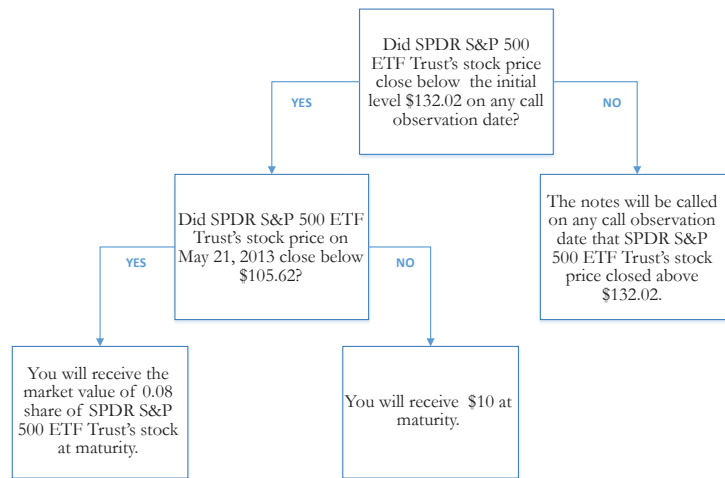 Did SPDR S&P 500
ETF Trust's stock price
close below the initial
level $132.02 on any call
observation date?
YES
NO
Did SPDR S&P 500 ETF
Trust's stock price on
May 21, 2013 close below
$105.62?
The notes will be called
on any call observation
date that SPDR S&P
500 ETF Trust's stock
price closed above
$132.02.
YES
NO
You will receive the
market value of 0.08
share of SPDR S&P
500 ETF Trust's stock
at maturity.
You will receive $10 at
maturity.